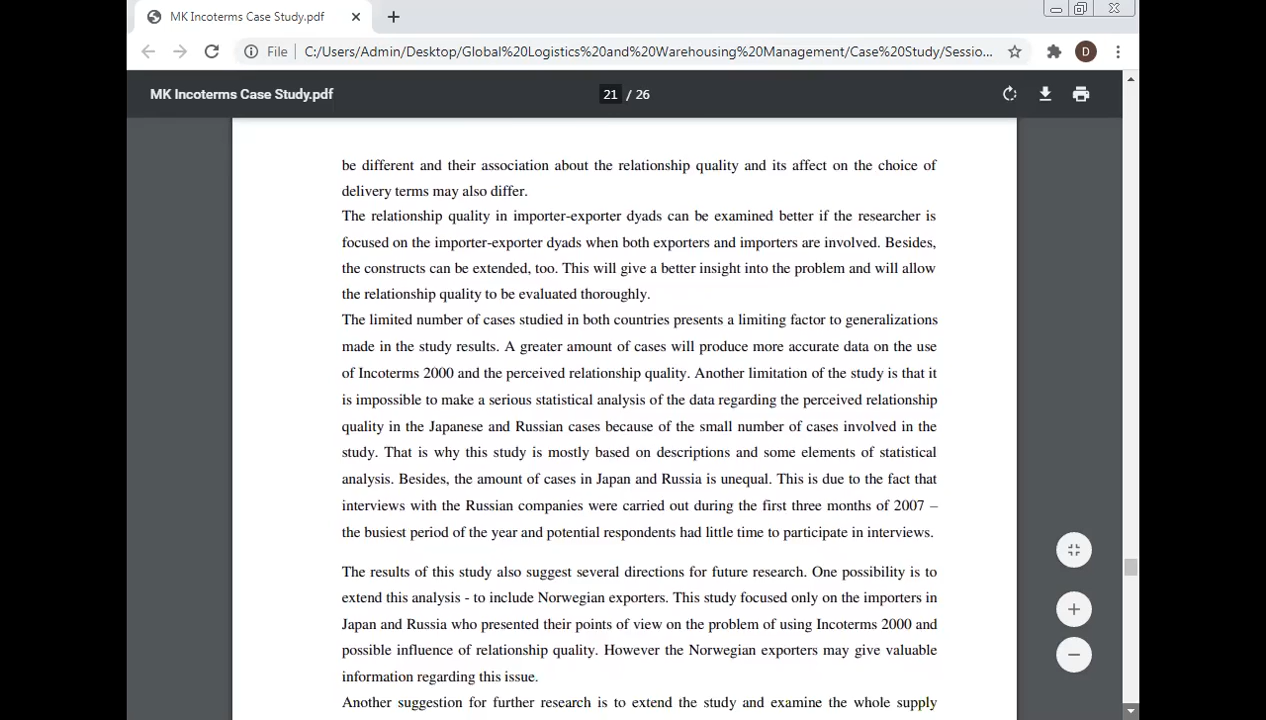 MK Incoterms Case Study.pdf
File C:/Users/Admin/Desktop/Global%20Logistics%20and%20Warehousing%20Management/Case%20Study/Sessio...
D
MK Incoterms Case Study.pdf
21 / 26
be different and their association about the relationship quality and its affect on the choice of
delivery terms may also differ.
The relationship quality in importer-exporter dyads can be examined better if the researcher is
focused on the importer-exporter dyads when both exporters and importers are involved. Besides,
the constructs can be extended, too. This will give a better insight into the problem and will allow
the relationship quality to be evaluated thoroughly.
The limited number of cases studied in both countries presents a limiting factor to generalizations
made in the study results. A greater amount of cases will produce more accurate data on the use
of Incoterms 2000 and the perceived relationship quality. Another limitation of the study is that it
is impossible to make a serious statistical analysis of the data regarding the perceived relationship
quality in the Japanese and Russian cases because of the small number of cases involved in the
study. That is why this study is mostly based on descriptions and some elements of statistical
analysis. Besides, the amount of cases in Japan and Russia is unequal. This is due to the fact that
interviews with the Russian companies were carried out during the first three months of 2007 –
the busiest period of the year and potential respondents had little time to participate in interviews.
The results of this study also suggest several directions for future research. One possibility is to
extend this analysis - to include Norwegian exporters. This study focused only on the importers in
Japan and Russia who presented their points of view on the problem of using Incoterms 2000 and
possible influence of relationship quality. However the Norwegian exporters may give valuable
information regarding this issue.
Another suggestion for further research is to extend the study and examine the whole supply